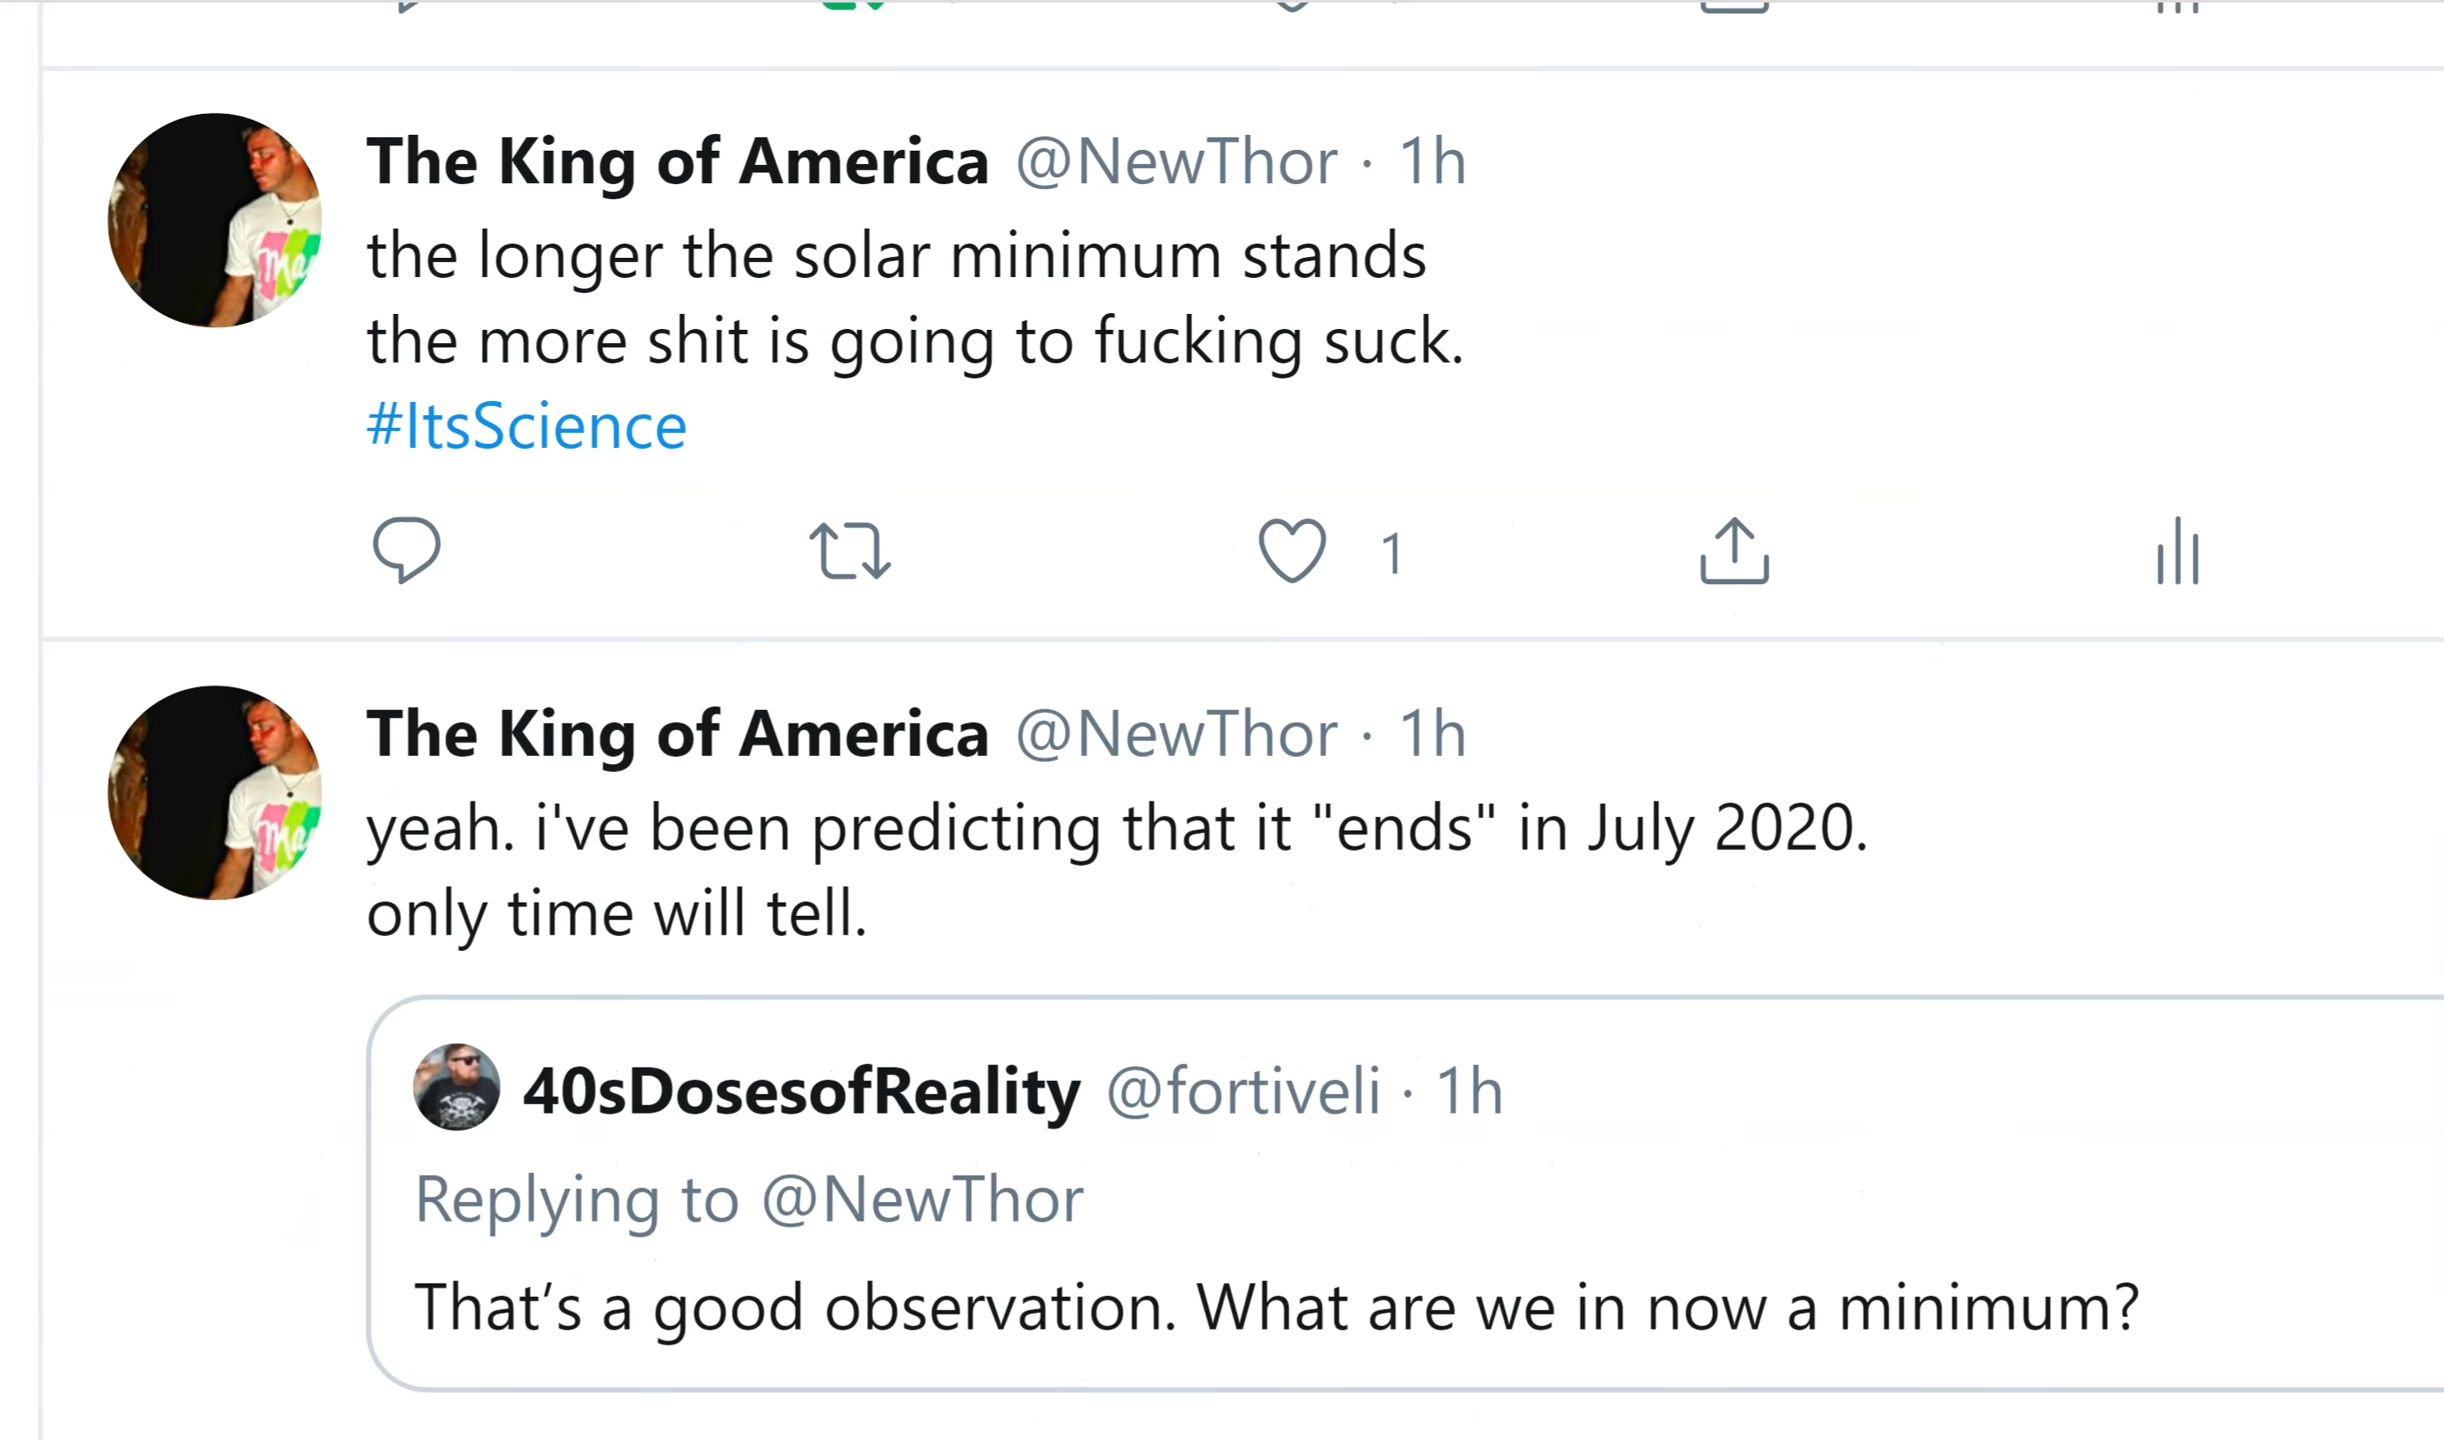 The King of America @NewThor · 1h
the longer the solar minimum stands
the more shit is going to fucking suck.
#ItsScience
1
The King of America @NewThor · 1h
yeah. i've been predicting that it "ends" in July 2020.
only time will tell.
40sDosesofReality @fortiveli · 1h
Replying to @NewThor
That’s a good observation. What are we in now a minimum?